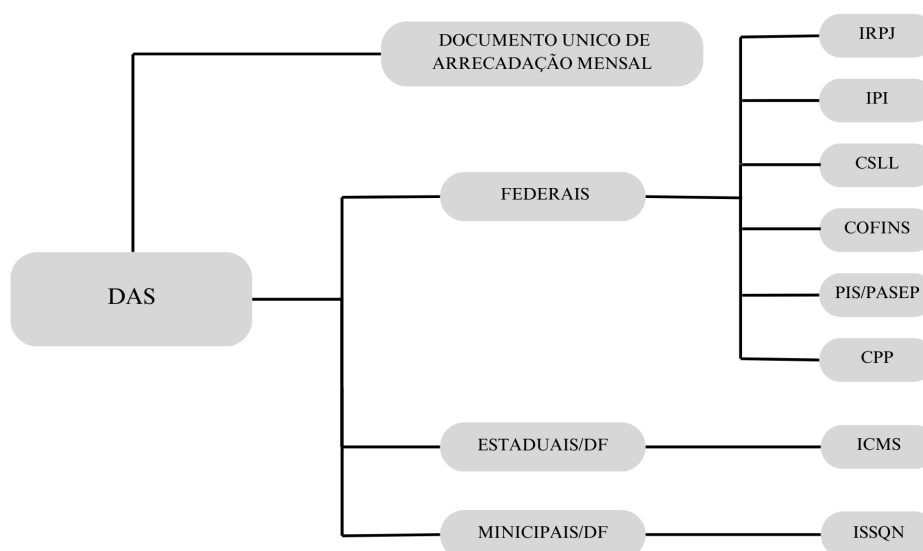 DOCUMENTO UNICO DE
ARRECADAÇÃO MENSAL
IRPJ
IPI
CSLL
FEDERAIS
COFINS
DAS
PIS/PASEP
CPP
ESTADUAIS/DF
ICMS
MINICIPAIS/DF
ISSQN